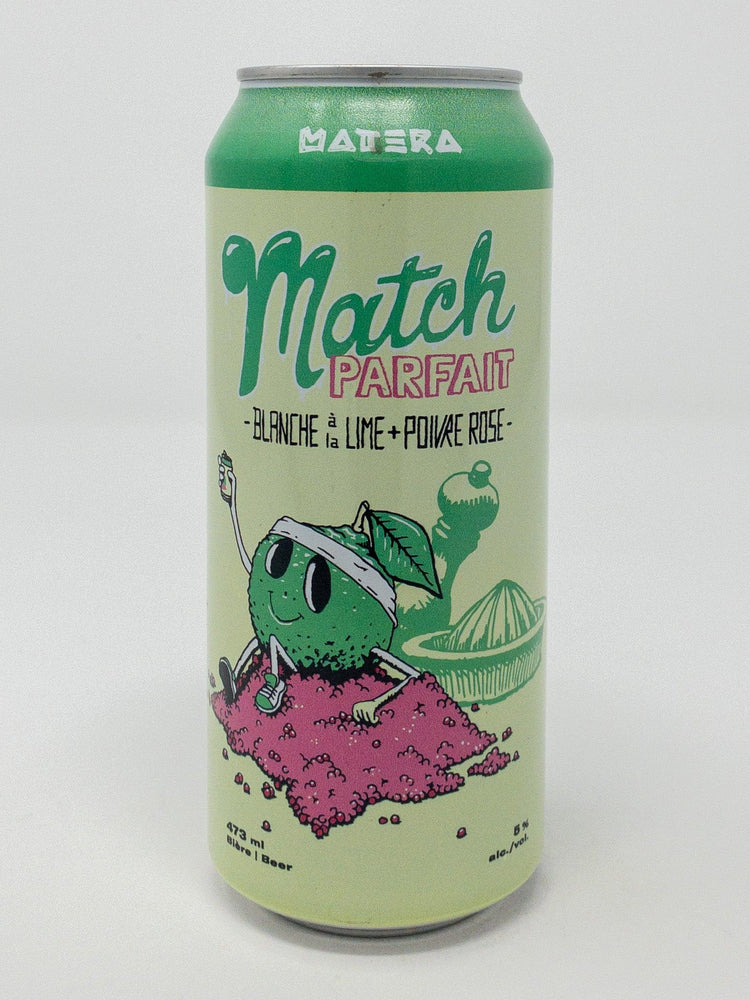 MATTERA
Match
PARFAIT
-BLANCHE à la LIME + POIVRE ROSE-
473 ml
Bière | Beer
5 %
alc./vol.